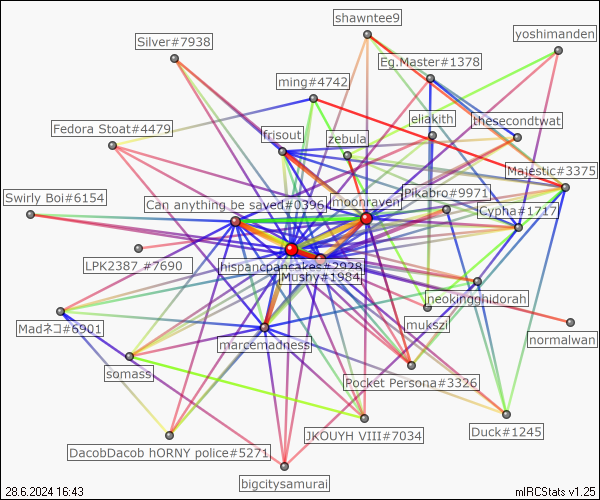 shawntee9
yoshimanden
Silver#7938
Eg.Master#1378
ming#4742
eliakith
thesecondtwat
Fedora Stoat#4479
frisout
zebula
Majestic#3375
Swirly Boi#6154
Can anything be saved#0396
moonraven
Pikabro#9971
Cypha#1717
LPK2387 #7690
hispancpancakes#2928
Mushy#1984
neokingghidorah
Madネコ#6901
marcemadness
mukszi
normalwan
somass
Pocket Persona#3326
DacobDacob hORNY police#5271
JKOUYH VIII#7034
Duck#1245
bigcitysamurai
28.6.2024 16:43
mIRCStats v1.25